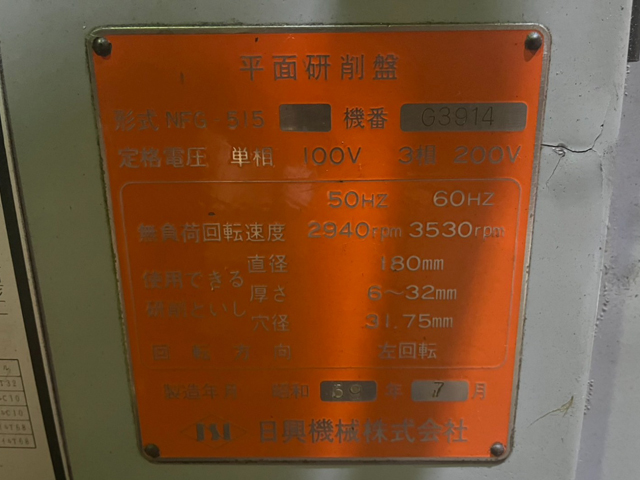 平面研削盤
形式 NFG-515 機番 G3914
定格電圧 単相 100V 3相 200V
50HZ 60HZ
無負荷回転速度 2940rpm 3530rpm
使用できる研削といし 直径 180mm
厚さ 6～32mm
穴径 31.75mm
回転方向 左回転
製造年月 昭和 59 年 7 月
日興機械株式会社